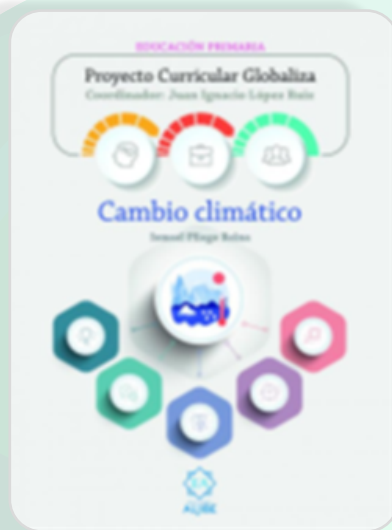 EDUCACIÓN PRIMARIA
Proyecto Curricular Globaliza
Coordinador: Juan Ignacio López Ruiz
Cambio climático